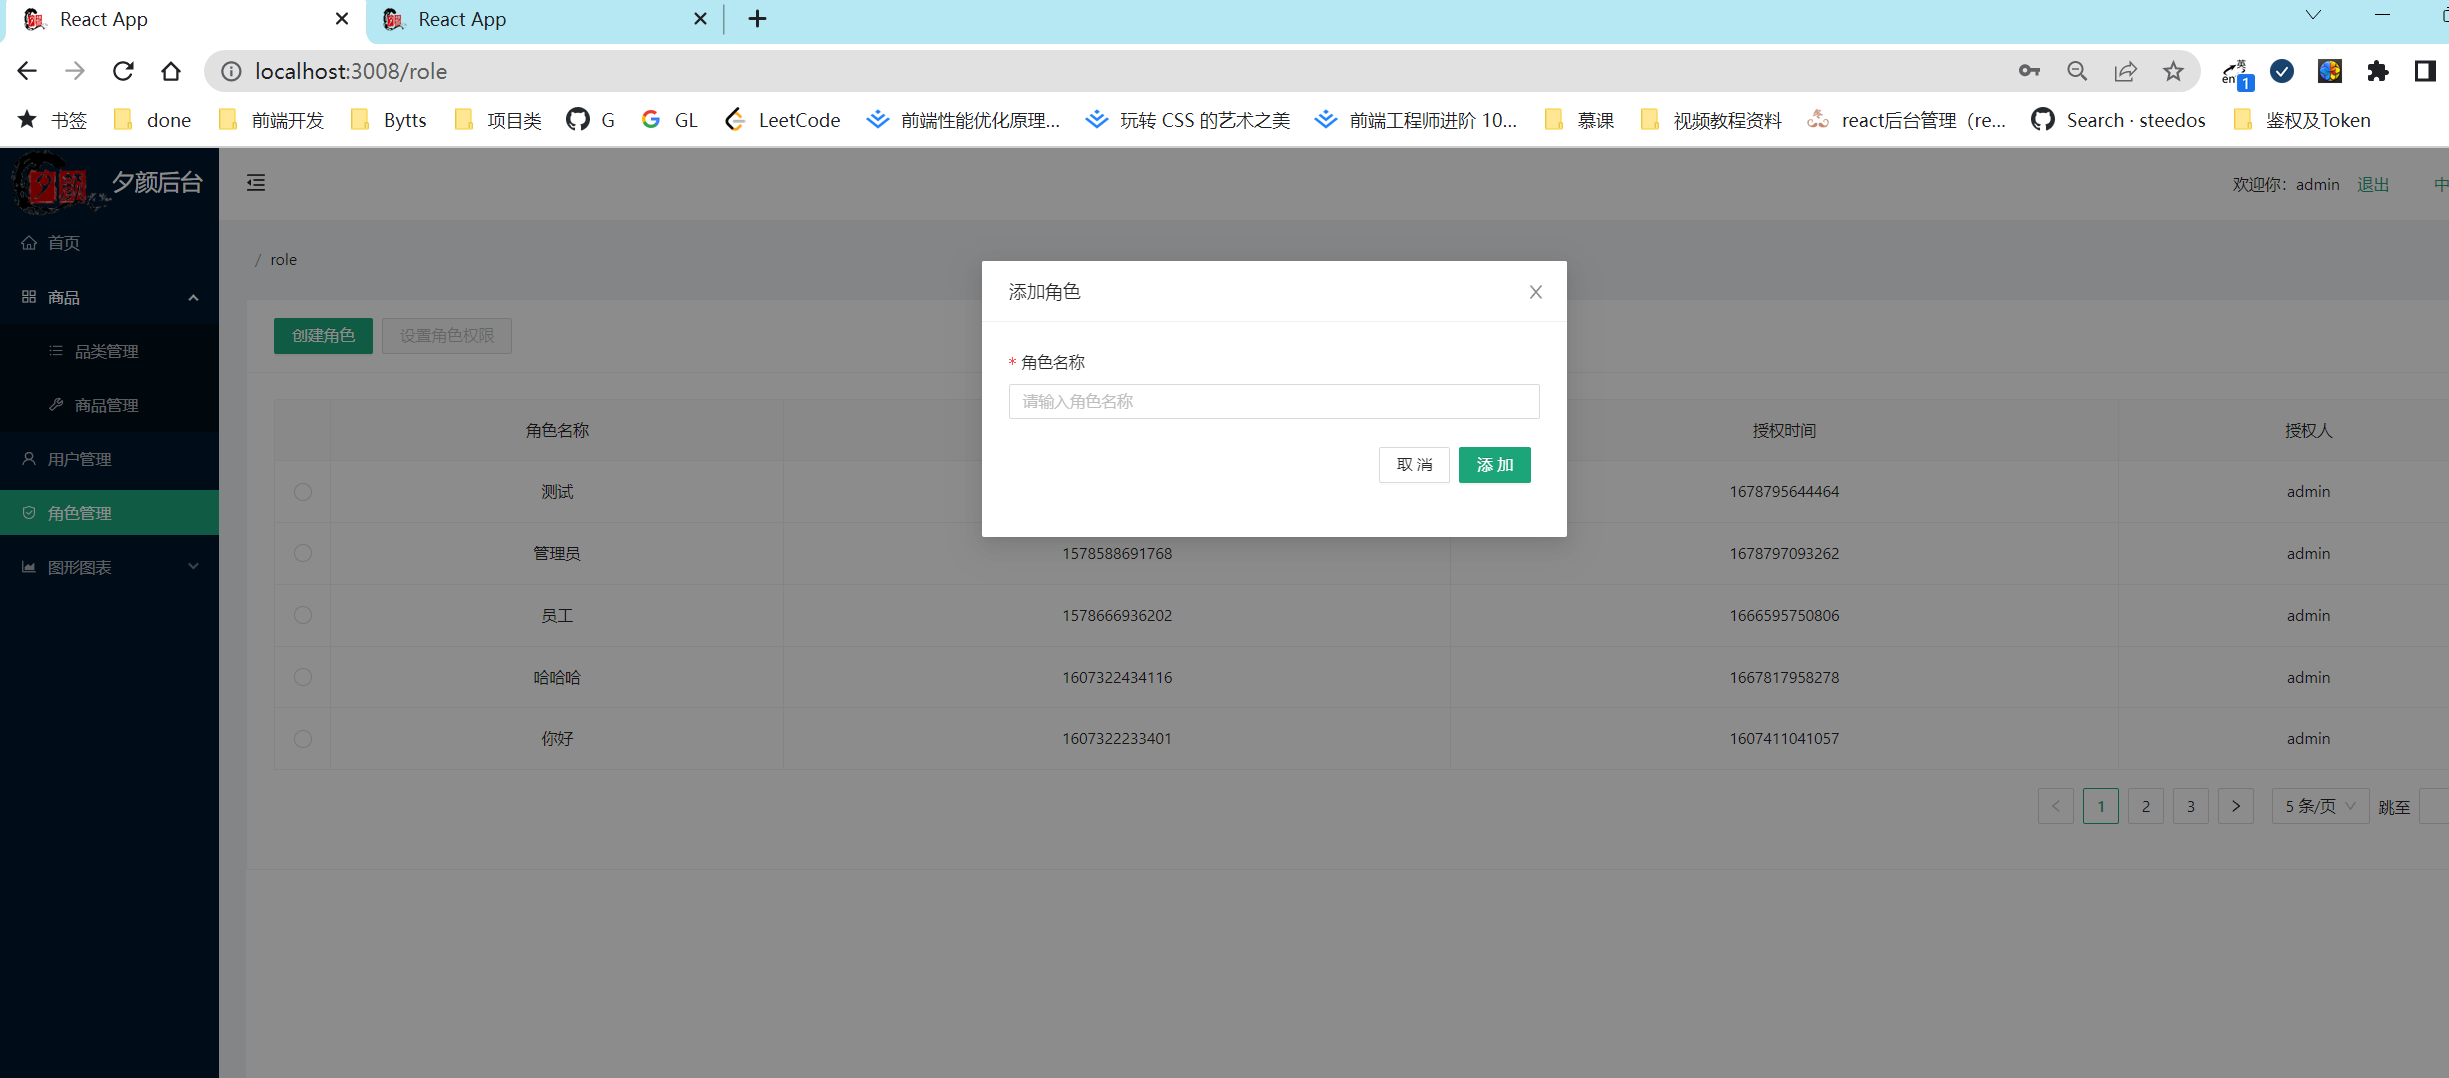 React App
React App
localhost:3008/role
英
en
1
书签
done
前端开发
Bytts
项目类
G
GL
LeetCode
前端性能优化原理...
玩转 CSS 的艺术之美
前端工程师进阶 10...
慕课
视频教程资料
react后台管理（re...
Search · steedos
鉴权及Token
夕颜
夕颜后台
欢迎你：admin
退出
中
首页
商品
品类管理
商品管理
用户管理
角色管理
图形图表
/ role
创建角色
设置角色权限
添加角色
* 角色名称
请输入角色名称
取 消
添 加
角色名称 授权时间 授权人
测试 1678795644464 admin
管理员 1578588691768 1678797093262 admin
员工 1578666936202 1666595750806 admin
哈哈哈 1607322434116 1667817958278 admin
你好 1607322233401 1607411041057 admin
1 2 3 5 条/页 跳至